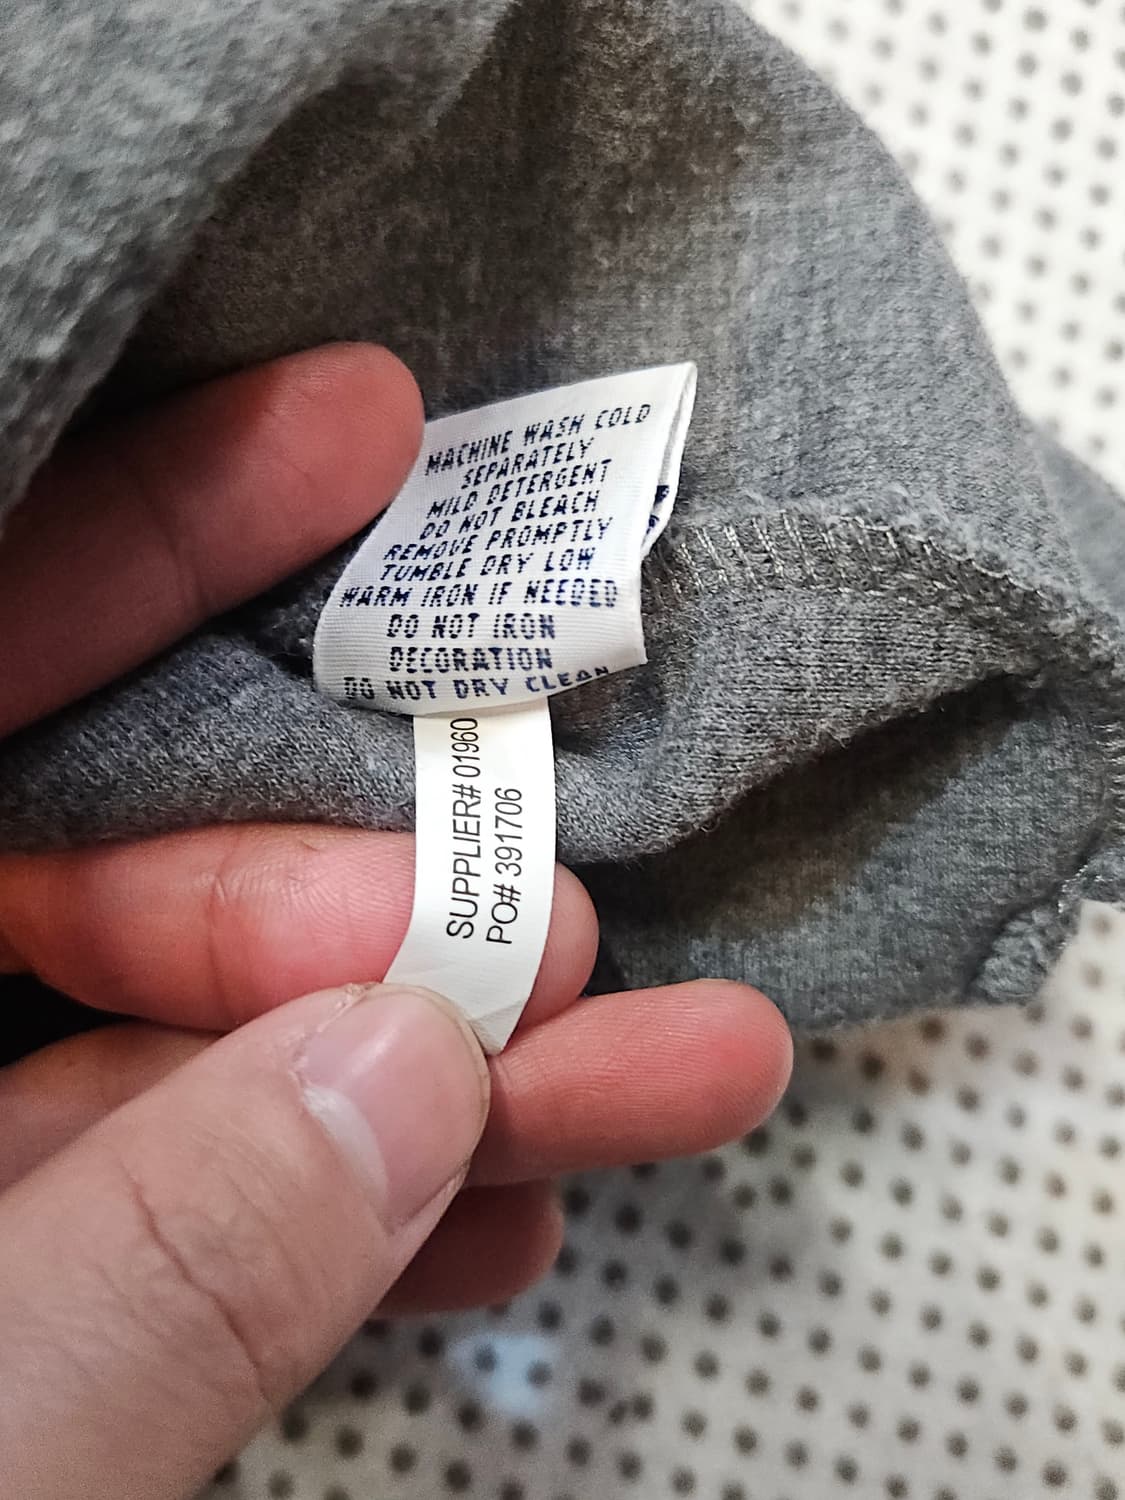 MACHINE WASH COLD
SEPARATELY
MILD DETERGENT
DO NOT BLEACH
REMOVE PROMPTLY
TUMBLE DRY LOW
WARM IRON IF NEEDED
DO NOT IRON
DECORATION
DO NOT DRY CLEAN
SUPPLIER# 01960
PO# 391706